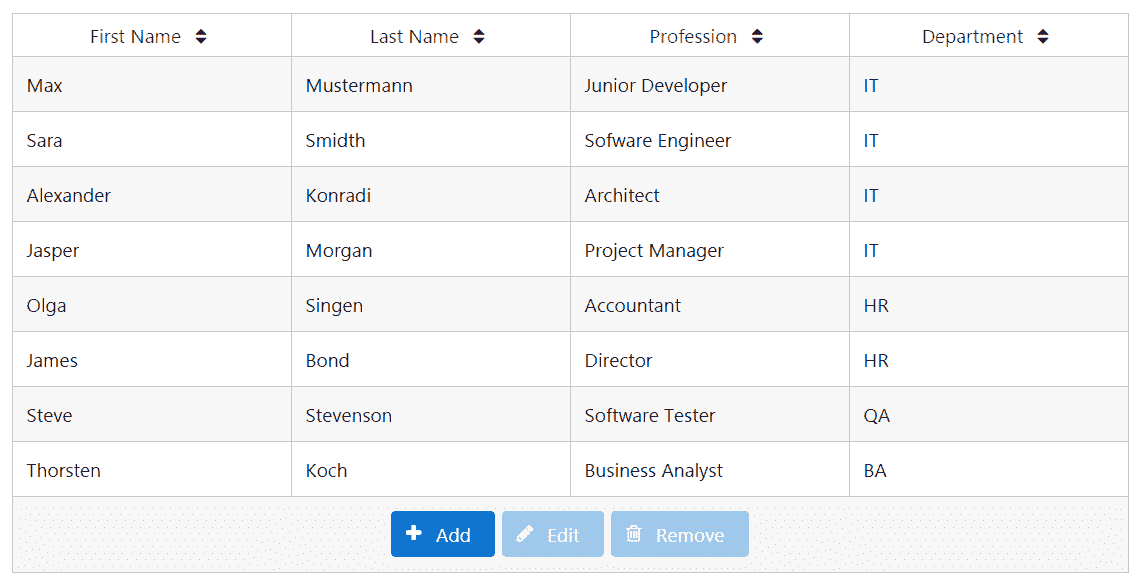 First Name Last Name Profession Department
Max Mustermann Junior Developer IT
Sara Smidth Sofware Engineer IT
Alexander Konradi Architect IT
Jasper Morgan Project Manager IT
Olga Singen Accountant HR
James Bond Director HR
Steve Stevenson Software Tester QA
Thorsten Koch Business Analyst BA
Add Edit Remove